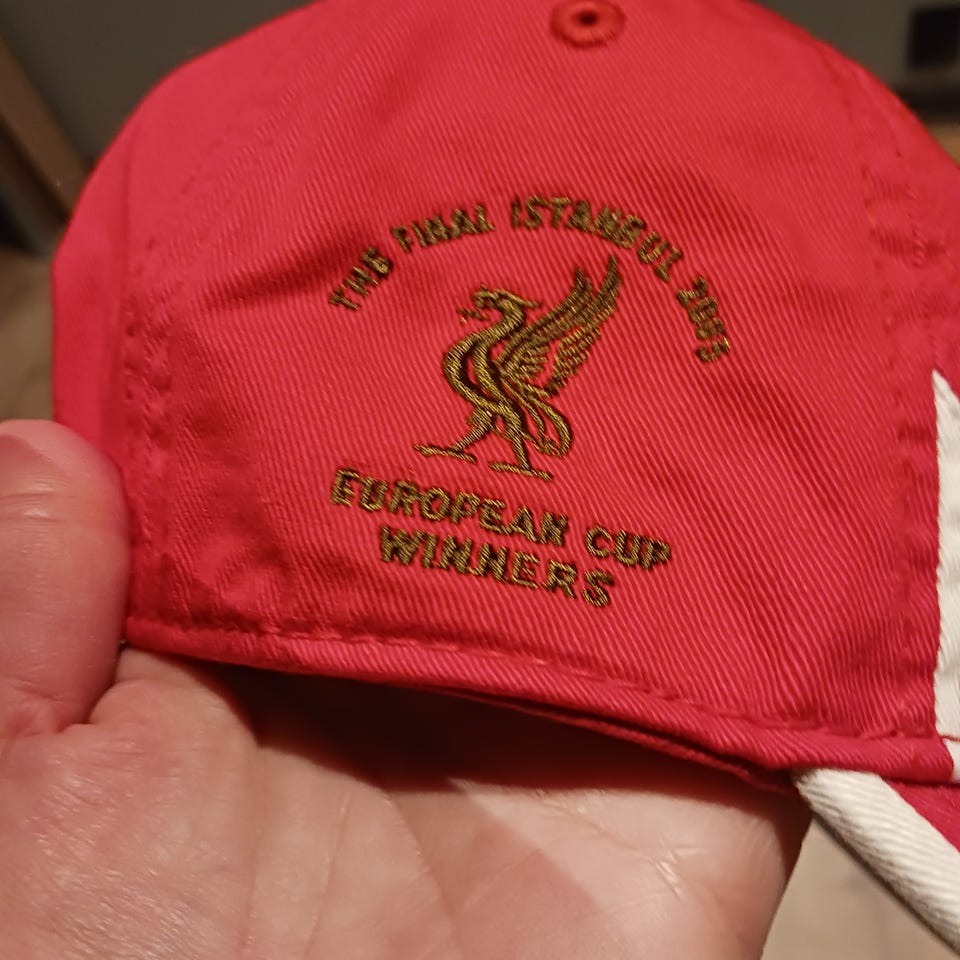 THE FINAL ISTANBUL 2005
EUROPEAN CUP
WINNERS